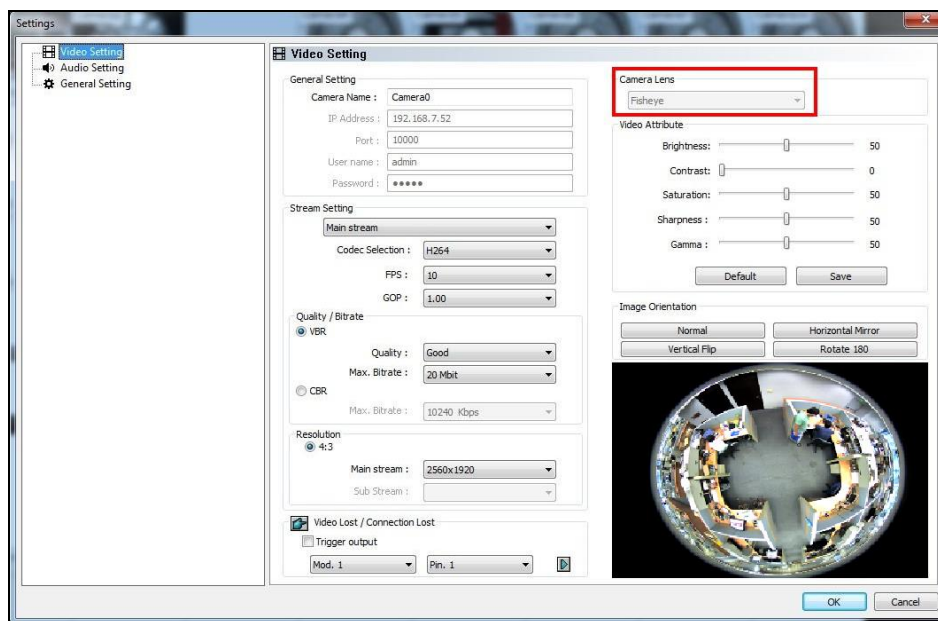 Settings
Video Setting
Audio Setting
General Setting
Video Setting
General Setting
Camera Name : Camera0
IP Address : 192.168.7.52
Port : 10000
User name : admin
Password : •••••
Stream Setting
Main stream
Codec Selection : H264
FPS : 10
GOP : 1.00
Quality / Bitrate
VBR
Quality : Good
Max. Bitrate : 20 Mbit
CBR
Max. Bitrate : 10240 Kbps
Resolution
4:3
Main stream : 2560x1920
Sub Stream :
Video Lost / Connection Lost
Trigger output
Mod. 1 Pin. 1
Camera Lens
Fisheye
Video Attribute
Brightness: 50
Contrast: 0
Saturation: 50
Sharpness : 50
Gamma : 50
Default Save
Image Orientation
Normal Horizontal Mirror
Vertical Flip Rotate 180
OK Cancel